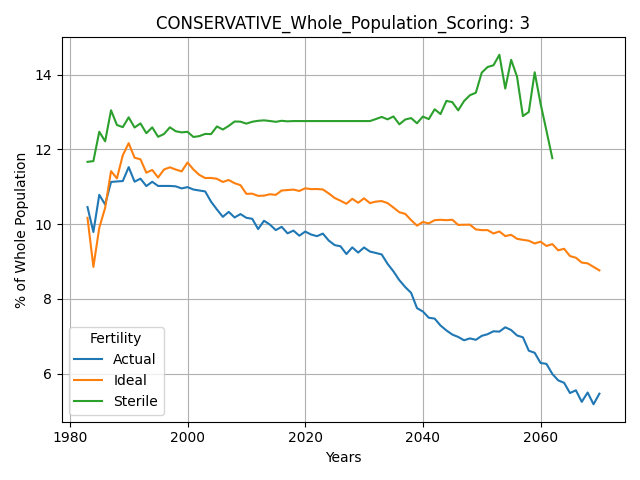 CONSERVATIVE_Whole_Population_Scoring: 3
% of Whole Population
14
12
10
8
6
Fertility
Actual
Ideal
Sterile
1980
2000
2020
2040
2060
Years